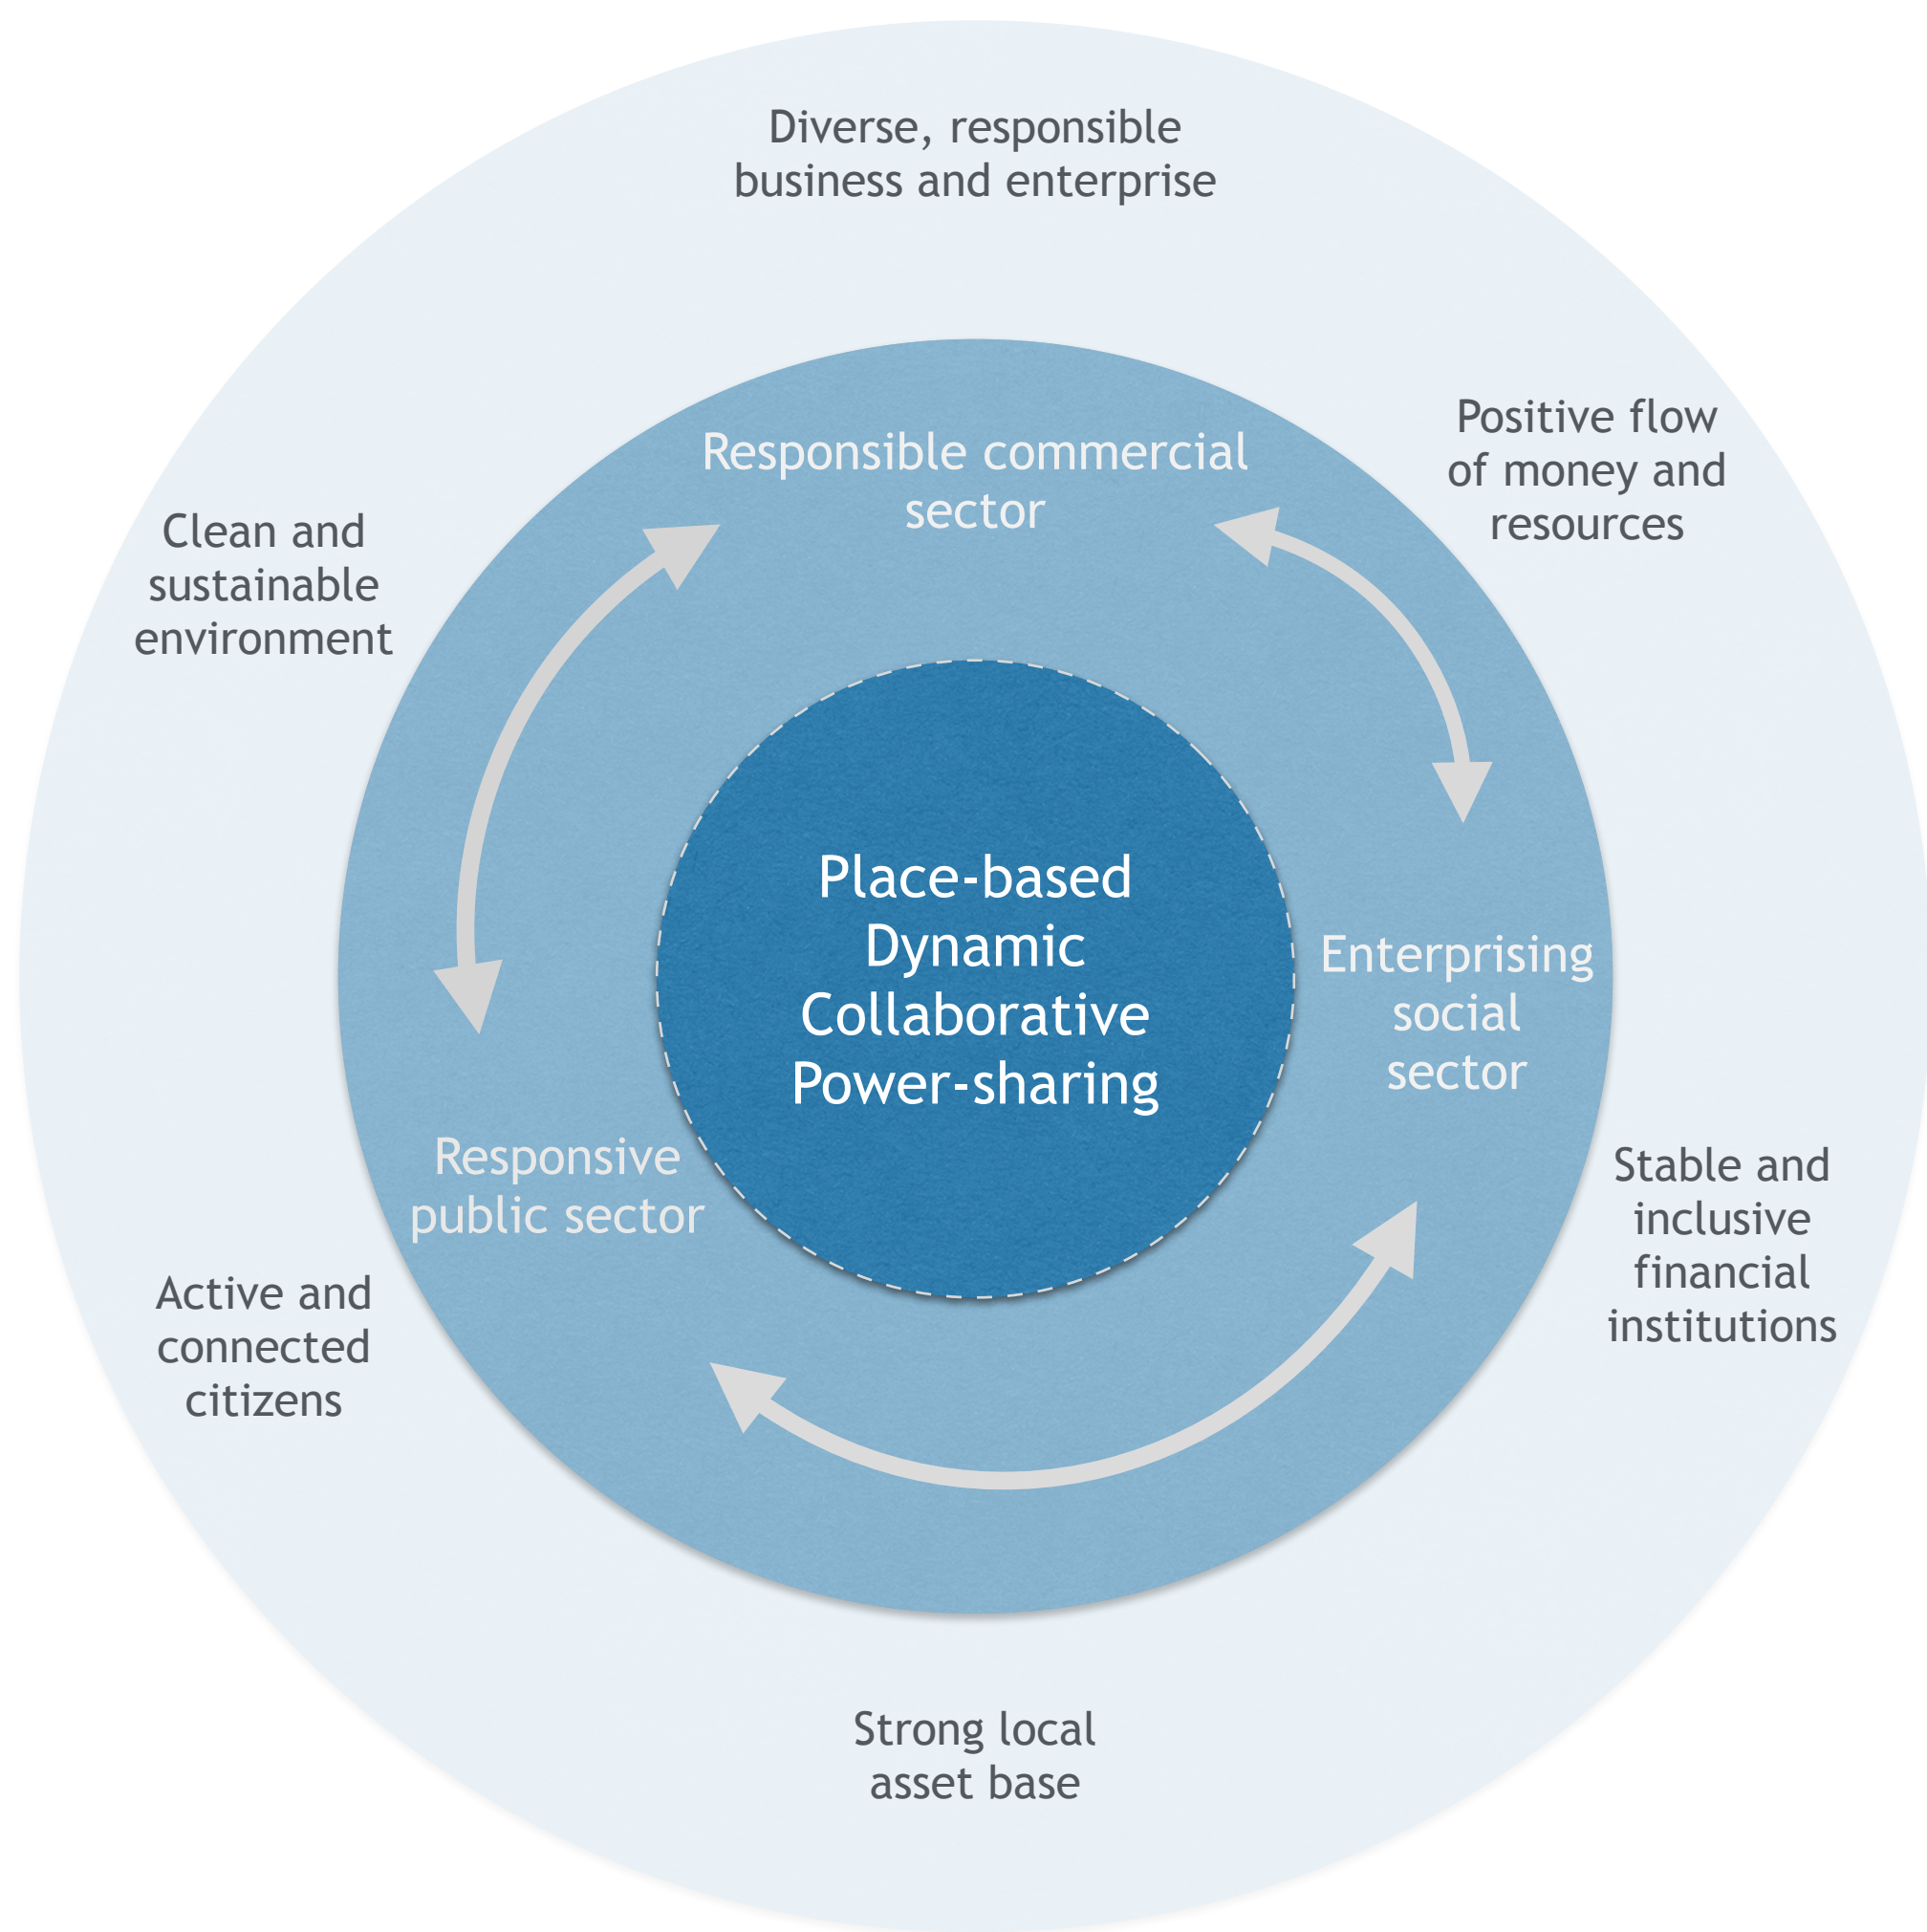 Diverse, responsible
business and enterprise
Positive flow
of money and
resources
Responsible commercial
sector
Clean and
sustainable
environment
Place-based
Dynamic
Collaborative
Power-sharing
Enterprising
social
sector
Responsive
public sector
Stable and
inclusive
financial
institutions
Active and
connected
citizens
Strong local
asset base